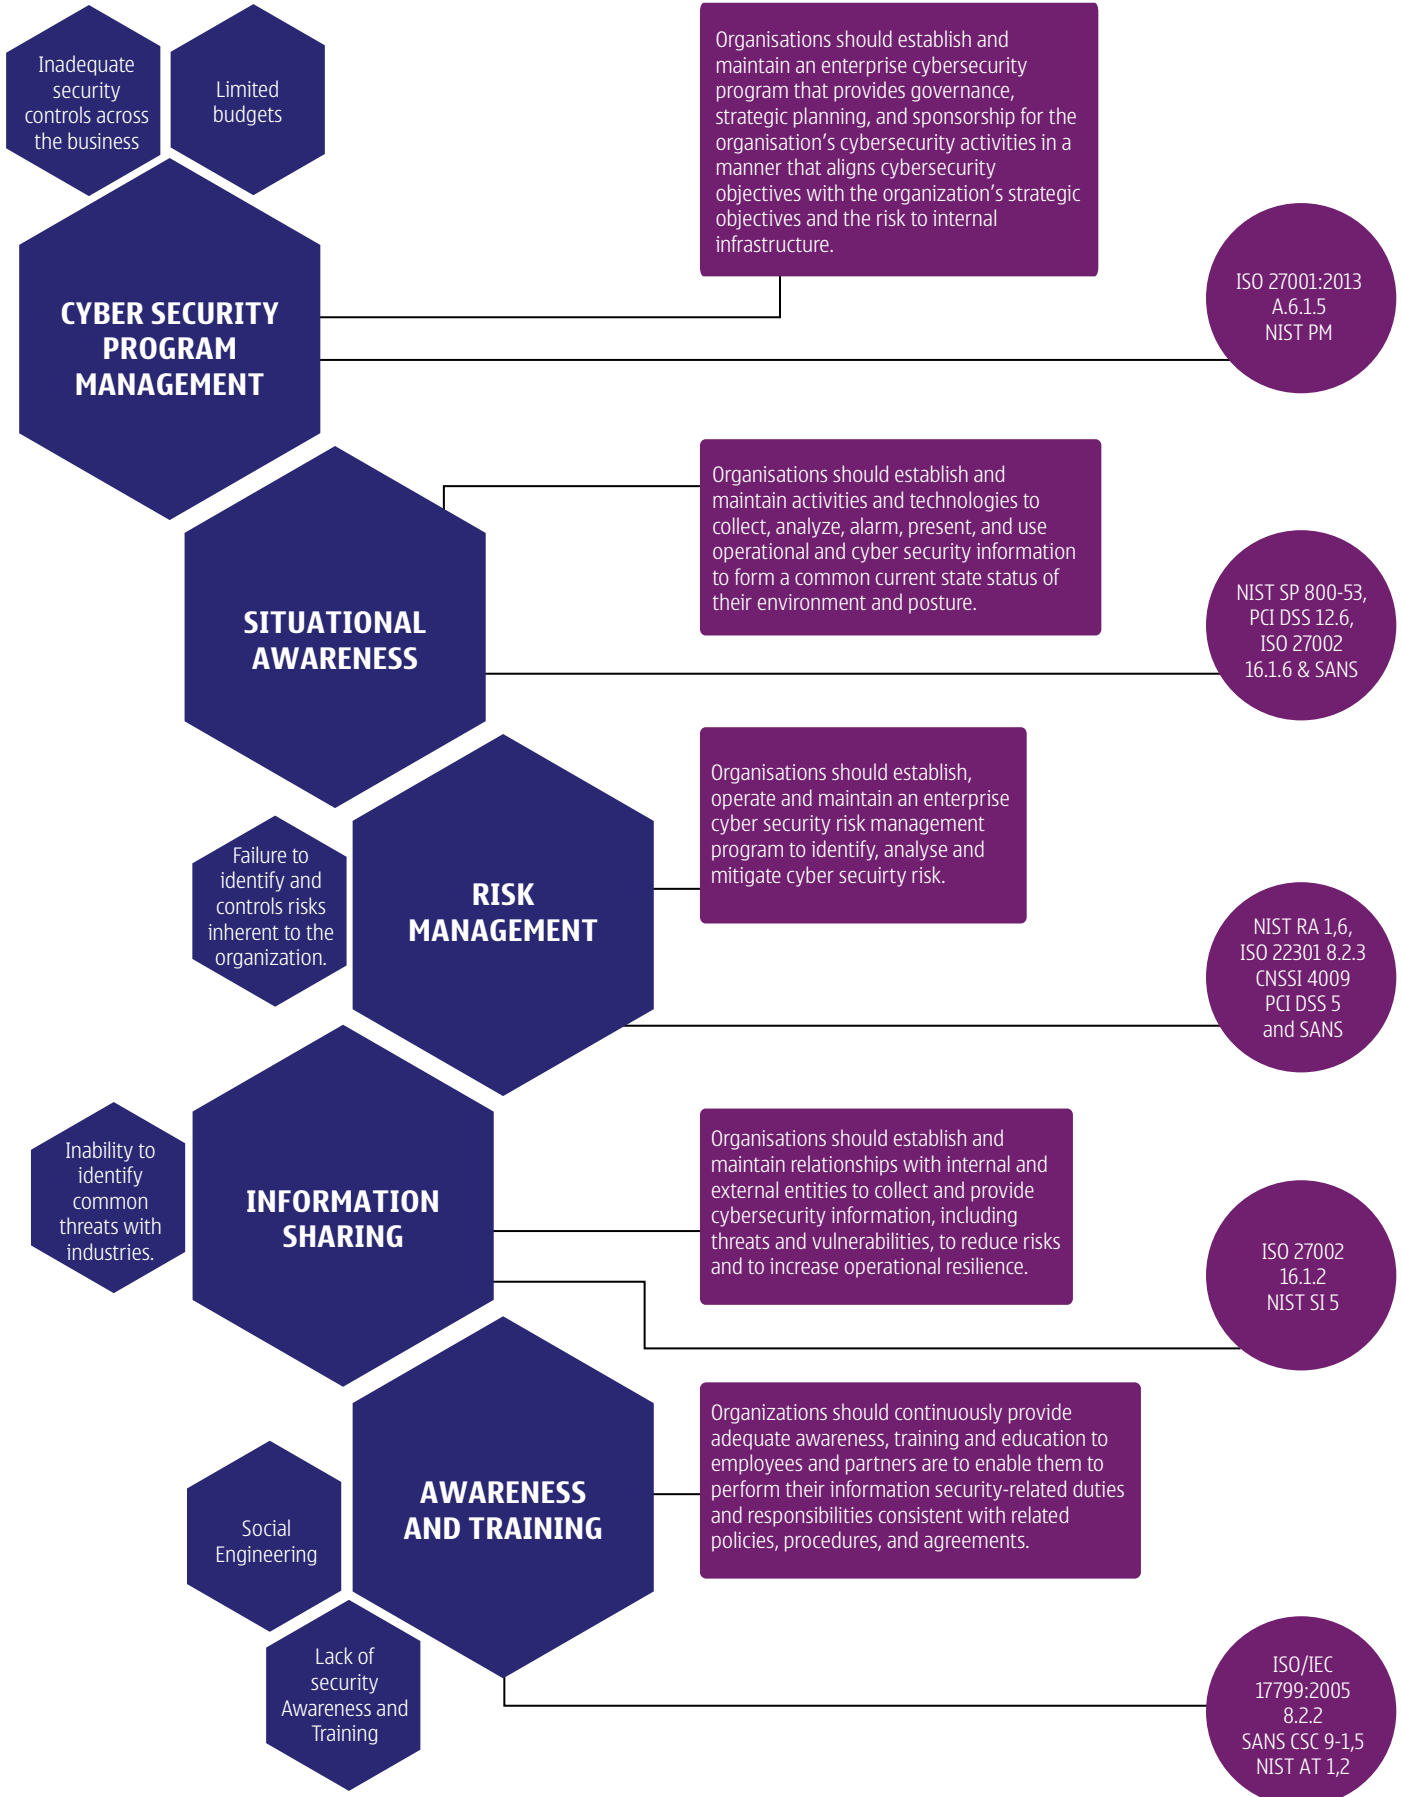 Inadequate
security
controls across
the business
Limited
budgets
CYBER SECURITY
PROGRAM
MANAGEMENT
Organisations should establish and
maintain an enterprise cybersecurity
program that provides governance,
strategic planning, and sponsorship for the
organisation's cybersecurity activities in a
manner that aligns cybersecurity
objectives with the organization's strategic
objectives and the risk to internal
infrastructure.
ISO 27001:2013
A.6.1.5
NIST PM
SITUATIONAL
AWARENESS
Organisations should establish and
maintain activities and technologies to
collect, analyze, alarm, present, and use
operational and cyber security information
to form a common current state status of
their environment and posture.
NIST SP 800-53,
PCI DSS 12.6,
ISO 27002
16.1.6 & SANS
Failure to
identify and
controls risks
inherent to the
organization.
RISK
MANAGEMENT
Organisations should establish,
operate and maintain an enterprise
cyber security risk management
program to identify, analyse and
mitigate cyber secuirty risk.
NIST RA 1,6,
ISO 22301 8.2.3
CNSSI 4009
PCI DSS 5
and SANS
Inability to
identify
common
threats with
industries.
INFORMATION
SHARING
Organisations should establish and
maintain relationships with internal and
external entities to collect and provide
cybersecurity information, including
threats and vulnerabilities, to reduce risks
and to increase operational resilience.
ISO 27002
16.1.2
NIST SI 5
Social
Engineering
Lack of
security
Awareness and
Training
AWARENESS
AND TRAINING
Organizations should continuously provide
adequate awareness, training and education to
employees and partners are to enable them to
perform their information security-related duties
and responsibilities consistent with related
policies, procedures, and agreements.
ISO/IEC
17799:2005
8.2.2
SANS CSC 9-1,5
NIST AT 1,2